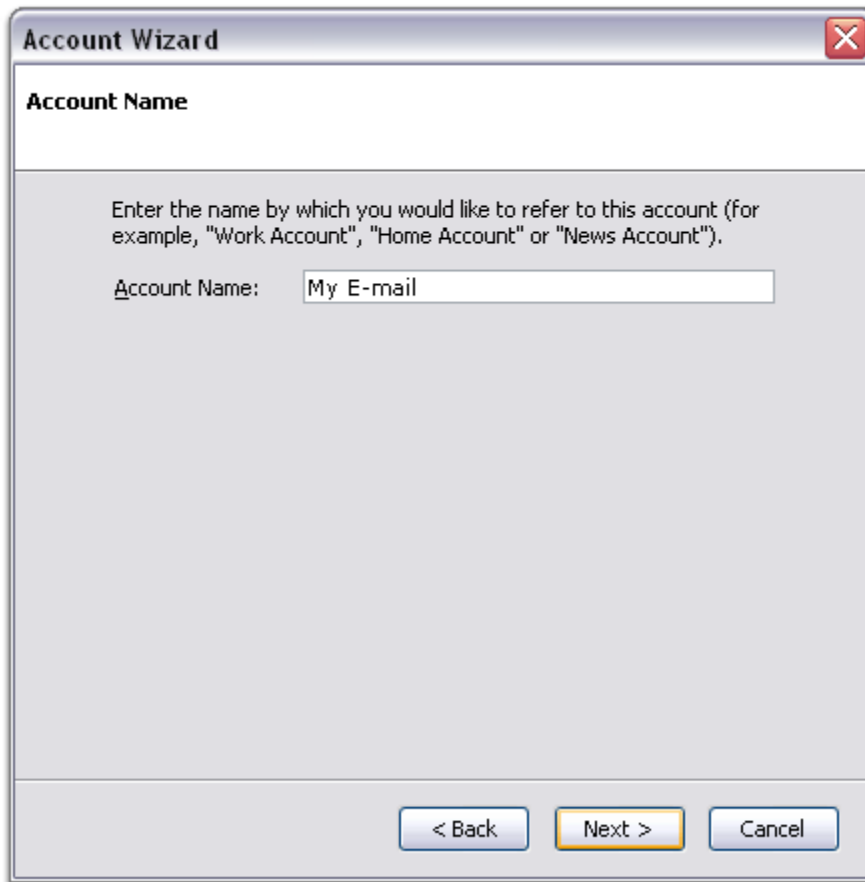 Account Wizard
Account Name
Enter the name by which you would like to refer to this account (for
example, "Work Account", "Home Account" or "News Account").
Account Name: My E-mail
< Back Next > Cancel